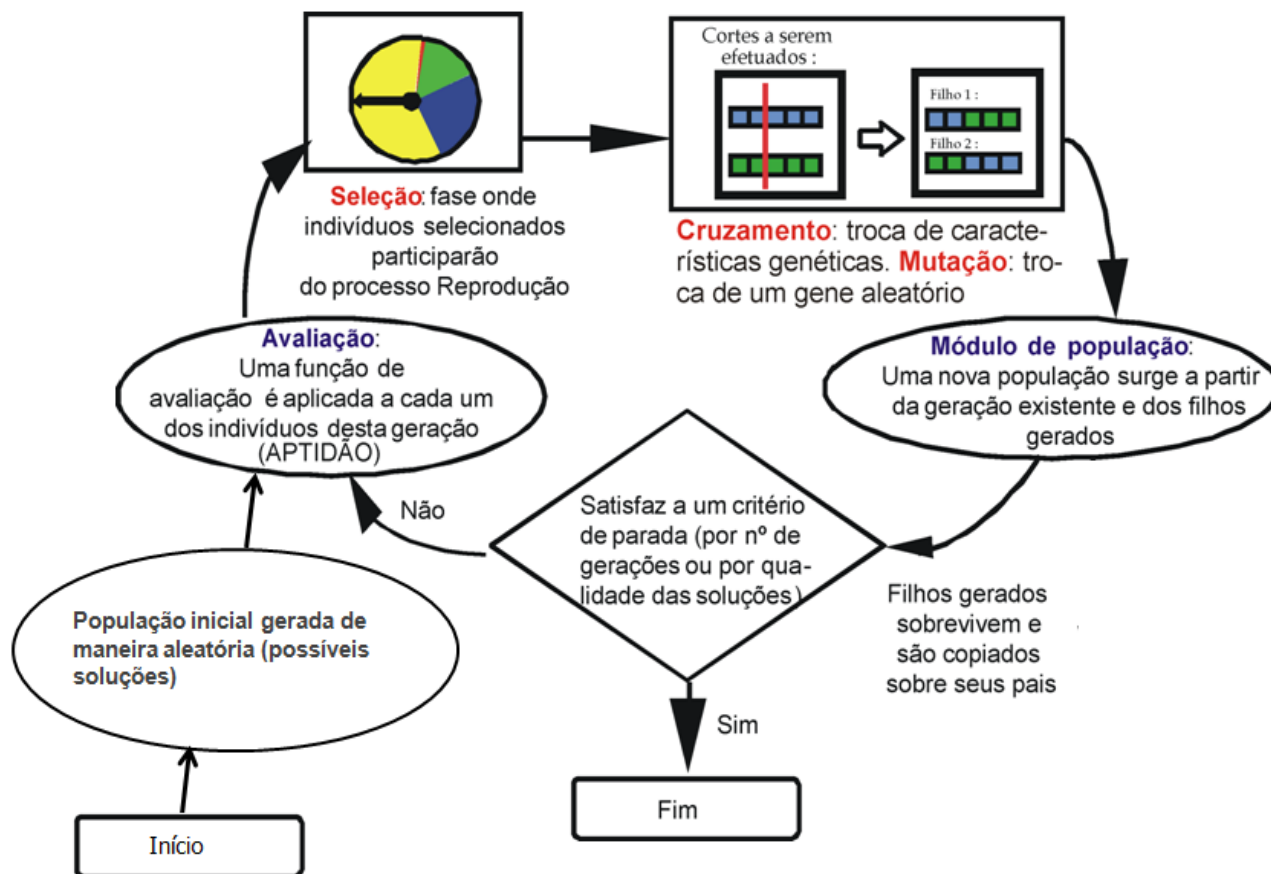 Início
População inicial gerada de
maneira aleatória (possíveis
soluções)
Avaliação:
Uma função de
avaliação é aplicada a cada um
dos indivíduos desta geração
(APTIDÃO)
Seleção: fase onde
indivíduos selecionados
participarão
do processo Reprodução
Cortes a serem
efetuados :
Filho 1 :
Filho 2 :
Cruzamento: troca de caracte-
rísticas genéticas. Mutação: tro-
ca de um gene aleatório
Módulo de população:
Uma nova população surge a partir
da geração existente e dos filhos
gerados
Filhos gerados
sobrevivem e
são copiados
sobre seus pais
Satisfaz a um critério
de parada (por nº de
gerações ou por qua-
lidade das soluções)
Não
Sim
Fim